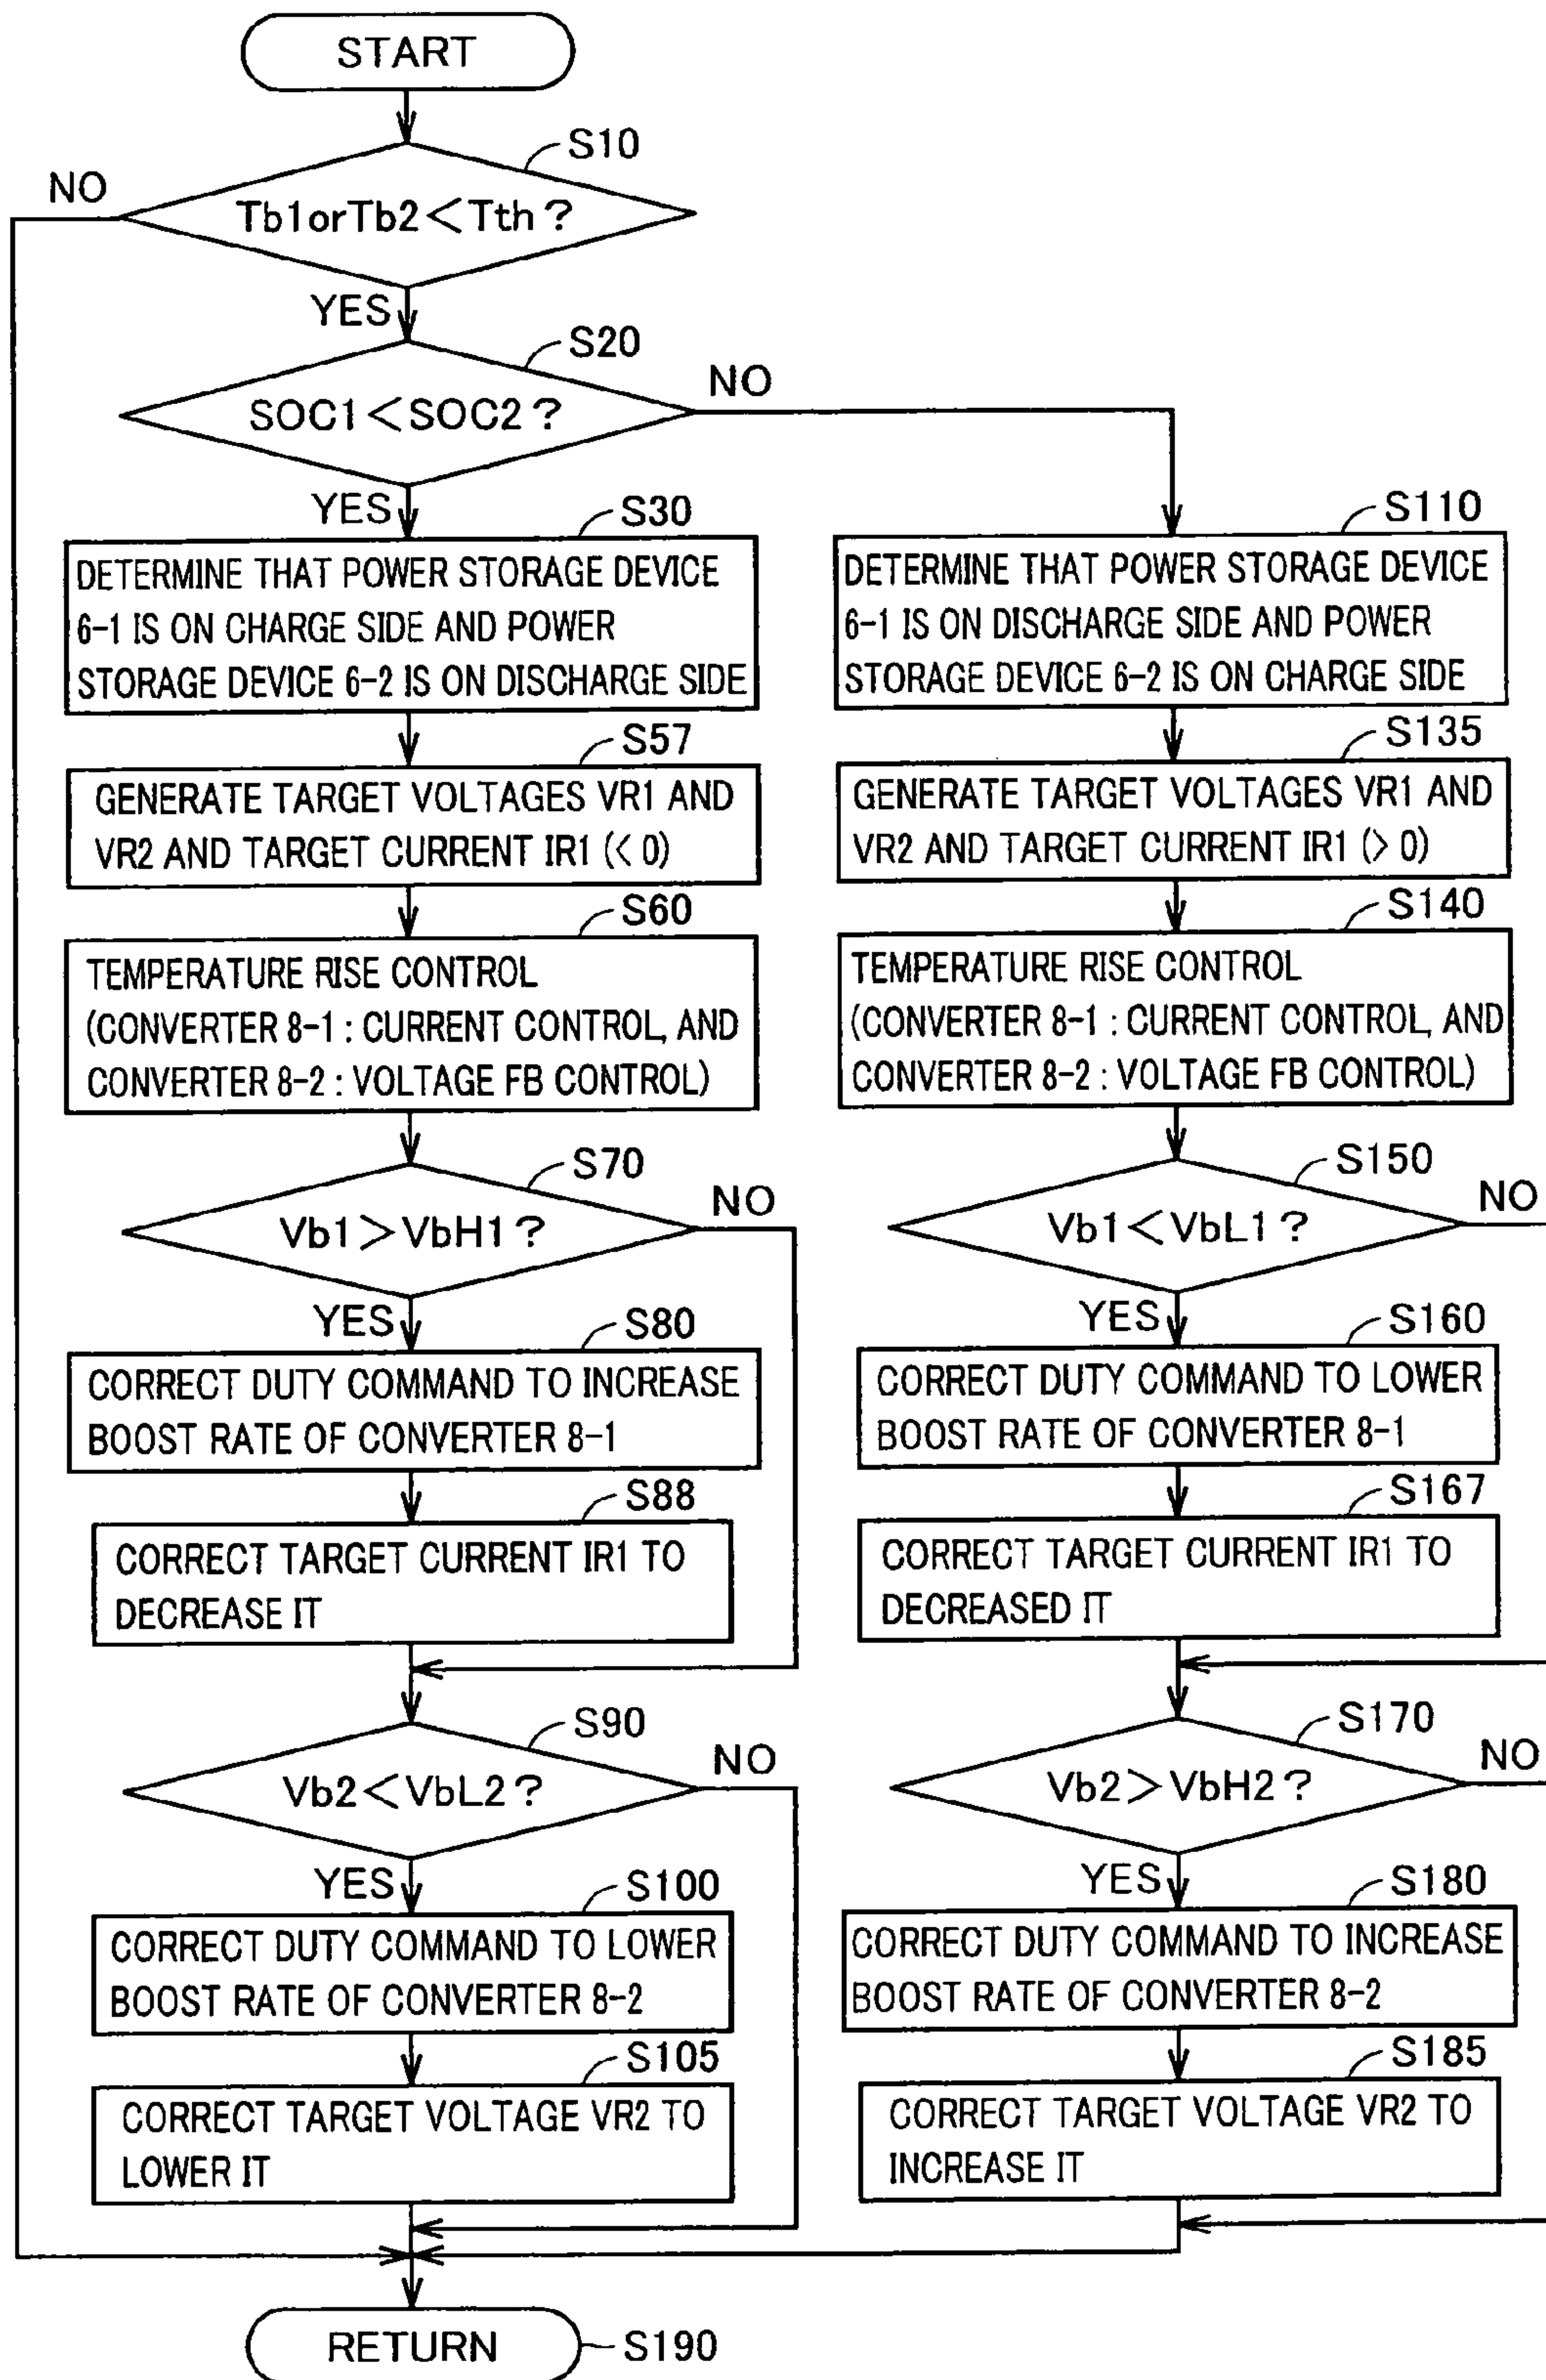 START
S10
NO
Tb1orTb2<Tth?
YES
S20
NO
SOC1<SOC2?
YES
S30
DETERMINE THAT POWER STORAGE DEVICE
6-1 IS ON CHARGE SIDE AND POWER
STORAGE DEVICE 6-2 IS ON DISCHARGE SIDE
S57
GENERATE TARGET VOLTAGES VR1 AND
VR2 AND TARGET CURRENT IR1 (< 0)
S60
TEMPERATURE RISE CONTROL
(CONVERTER 8-1 : CURRENT CONTROL, AND
CONVERTER 8-2 : VOLTAGE FB CONTROL)
S70
NO
Vb1>VbH1?
YES
S80
CORRECT DUTY COMMAND TO INCREASE
BOOST RATE OF CONVERTER 8-1
S88
CORRECT TARGET CURRENT IR1 TO
DECREASE IT
S90
NO
Vb2<VbL2?
YES
S100
CORRECT DUTY COMMAND TO LOWER
BOOST RATE OF CONVERTER 8-2
S105
CORRECT TARGET VOLTAGE VR2 TO
LOWER IT
S110
DETERMINE THAT POWER STORAGE DEVICE
6-1 IS ON DISCHARGE SIDE AND POWER
STORAGE DEVICE 6-2 IS ON CHARGE SIDE
S135
GENERATE TARGET VOLTAGES VR1 AND
VR2 AND TARGET CURRENT IR1 (> 0)
S140
TEMPERATURE RISE CONTROL
(CONVERTER 8-1 : CURRENT CONTROL, AND
CONVERTER 8-2 : VOLTAGE FB CONTROL)
S150
NO
Vb1<VbL1?
YES
S160
CORRECT DUTY COMMAND TO LOWER
BOOST RATE OF CONVERTER 8-1
S167
CORRECT TARGET CURRENT IR1 TO
DECREASED IT
S170
NO
Vb2>VbH2?
YES
S180
CORRECT DUTY COMMAND TO INCREASE
BOOST RATE OF CONVERTER 8-2
S185
CORRECT TARGET VOLTAGE VR2 TO
INCREASE IT
RETURN
S190